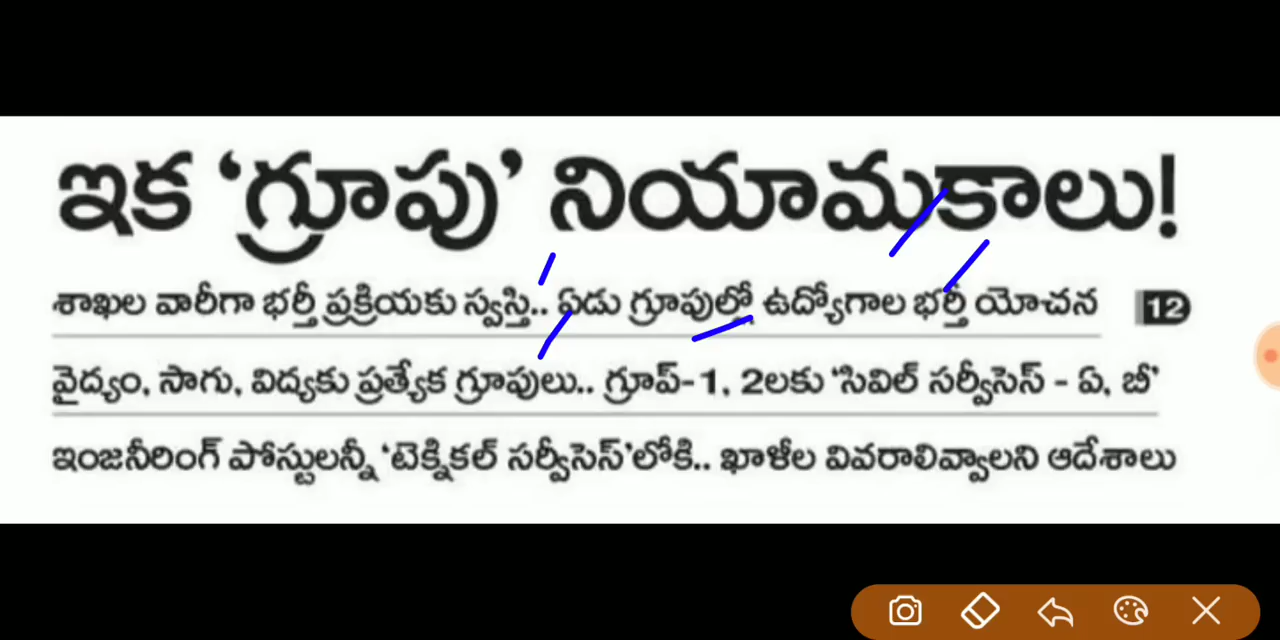 ఇక ‘గ్రూపు’ నియామకాలు!
శాఖల వారీగా భర్తీ ప్రక్రియకు స్వస్తి.. ఏడు గ్రూపుల్లో ఉద్యోగాల భర్తీ యోచన 12
వైద్యం, సాగు, విద్యకు ప్రత్యేక గ్రూపులు.. గ్రూప్-1, 2లకు ‘సివిల్ సర్వీసెస్ - ఏ, బీ’
ఇంజనీరింగ్ పోస్టులన్నీ ‘టెక్నికల్ సర్వీసెస్’లోకి.. ఖాళీల వివరాలివ్వాలని ఆదేశాలు